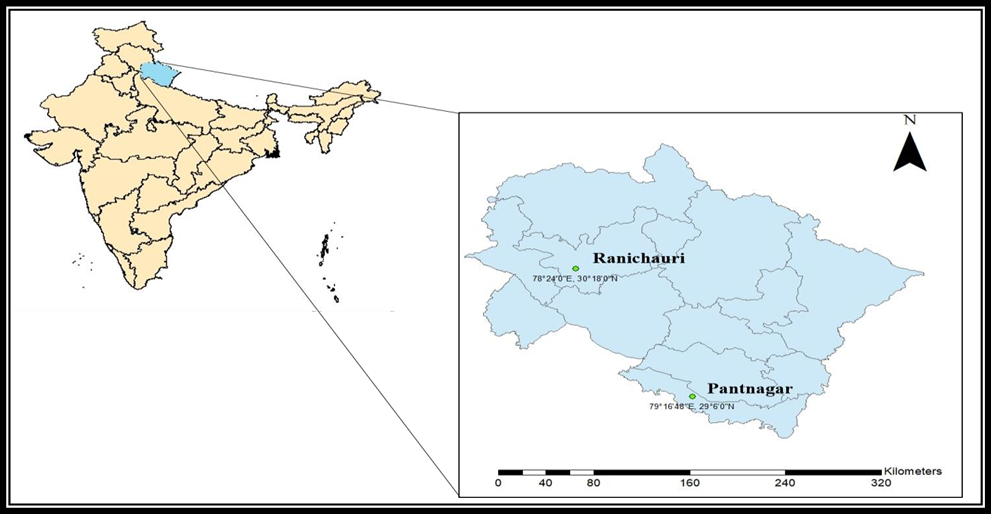 N
Ranichauri
78°24'0"E, 30°18'0"N
Pantnagar
79°16'48"E, 29°6'0"N
Kilometers
0 40 80 160 240 320